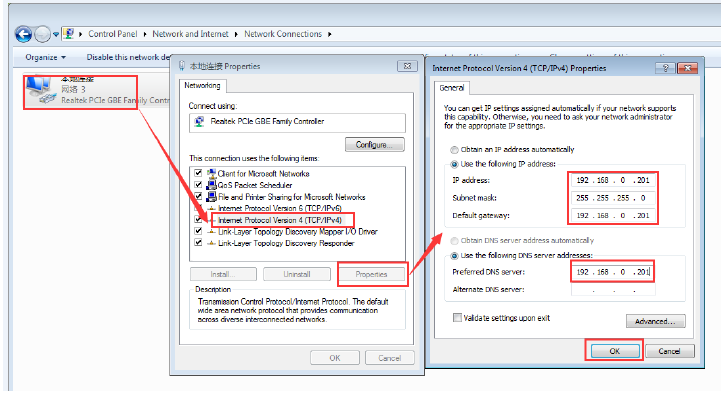 Control Panel ▸ Network and Internet ▸ Network Connections ▸
Organize ▾ Disable this network de
本地连接
网络 3
Realtek PCIe GBE Family Contr
本地连接 Properties
Networking
Connect using:
Realtek PCIe GBE Family Controller
Configure...
This connection uses the following items:
Client for Microsoft Networks
QoS Packet Scheduler
File and Printer Sharing for Microsoft Networks
Internet Protocol Version 6 (TCP/IPv6)
Internet Protocol Version 4 (TCP/IPv4)
Link-Layer Topology Discovery Mapper I/O Driver
Link-Layer Topology Discovery Responder
Install...
Uninstall
Properties
Description
Transmission Control Protocol/Internet Protocol. The default
wide area network protocol that provides communication
across diverse interconnected networks.
OK
Cancel
Internet Protocol Version 4 (TCP/IPv4) Properties
General
You can get IP settings assigned automatically if your network supports
this capability. Otherwise, you need to ask your network administrator
for the appropriate IP settings.
Obtain an IP address automatically
Use the following IP address:
IP address: 192 . 168 . 0 . 201
Subnet mask: 255 . 255 . 255 . 0
Default gateway: 192 . 168 . 0 . 201
Obtain DNS server address automatically
Use the following DNS server addresses:
Preferred DNS server: 192 . 168 . 0 . 201
Alternate DNS server: . . .
Validate settings upon exit
Advanced...
OK
Cancel